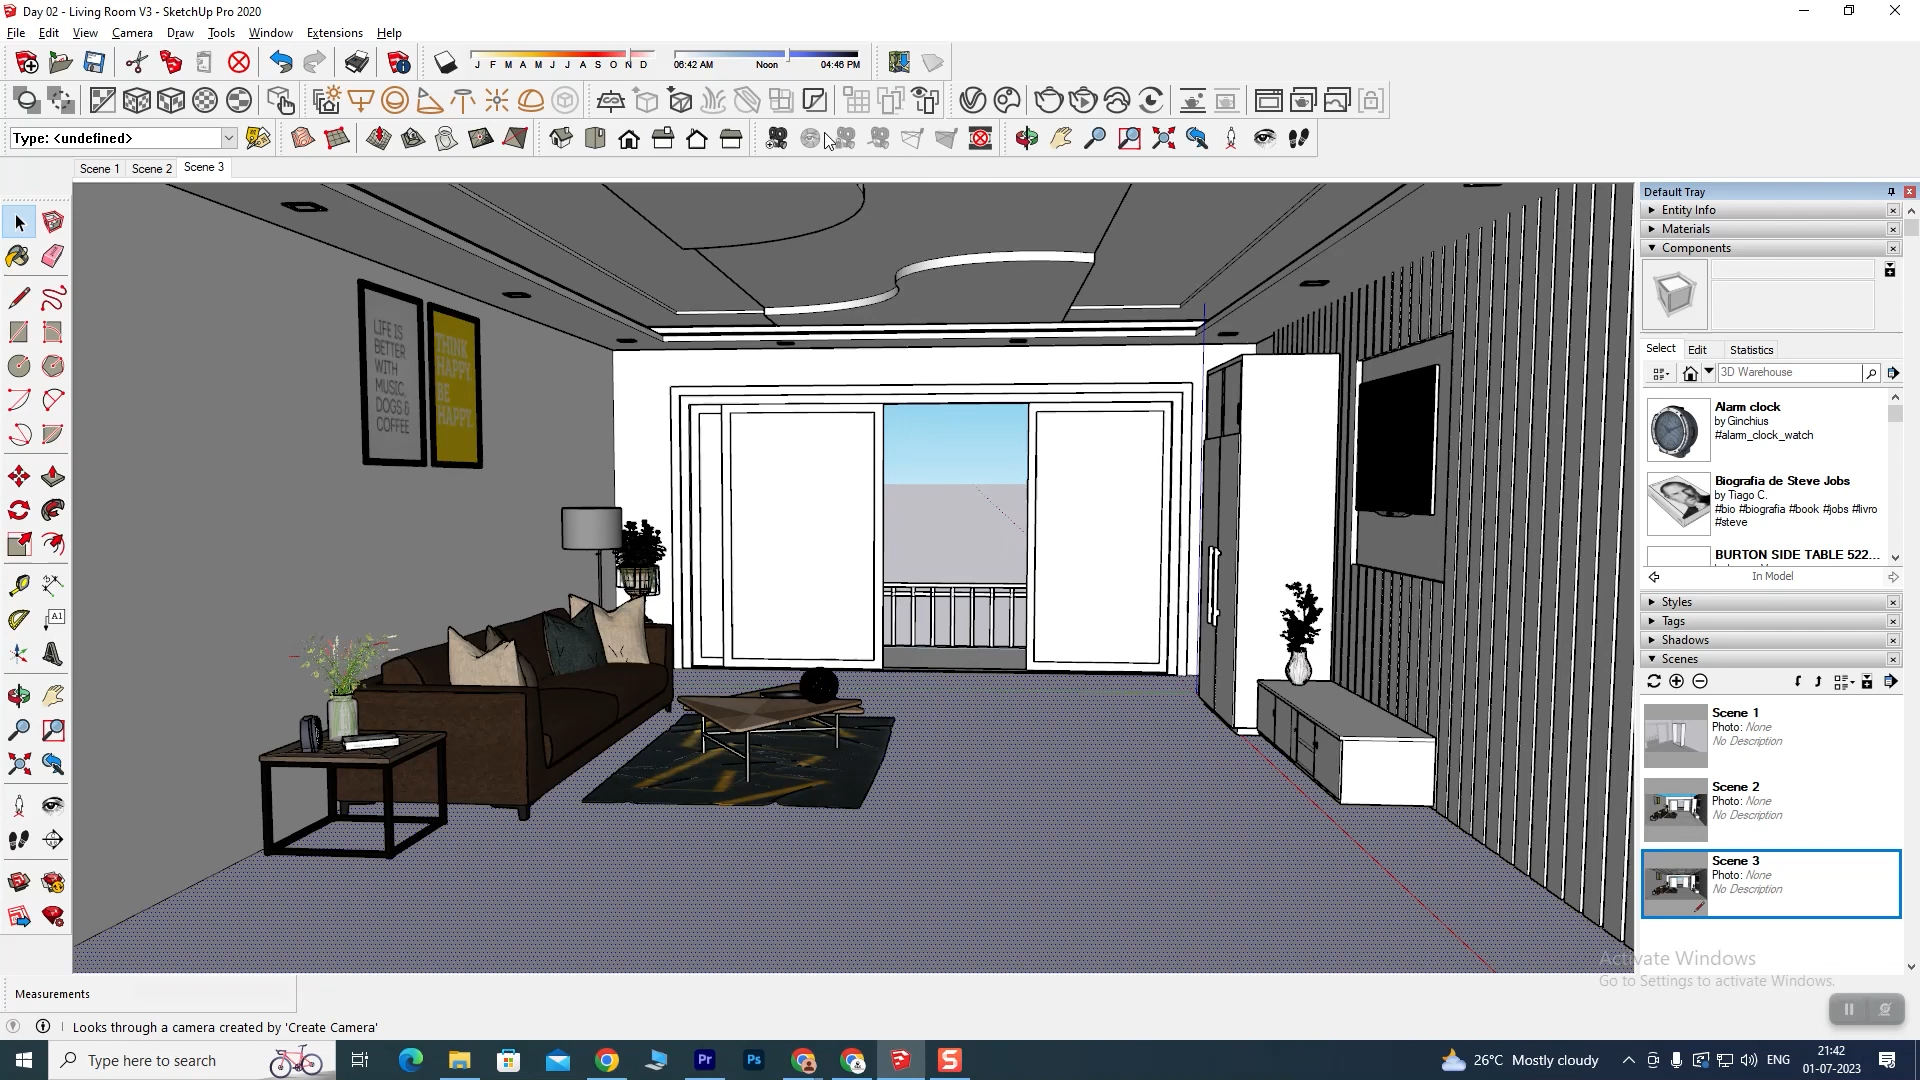 Day 02 - Living Room V3 - SketchUp Pro 2020
File Edit View Camera Draw Tools Window Extensions Help
J F M A M J J A S O N D 06:42 AM Noon 04:46 PM
Type: <undefined>
Scene 1 Scene 2 Scene 3
Default Tray
Entity Info
Materials
Components
Select Edit Statistics
3D Warehouse
Alarm clock
by Ginchius
#alarm_clock_watch
Biografia de Steve Jobs
by Tiago C.
#bio #biografia #book #jobs #livro
#steve
BURTON SIDE TABLE 522...
In Model
Styles
Tags
Shadows
Scenes
Scene 1
Photo: None
No Description
Scene 2
Photo: None
No Description
Scene 3
Photo: None
No Description
LIFE IS
BETTER
WITH
MUSIC,
DOGS &
COFFEE
THINK
HAPPY
BE
HAPPY.
A1
Activate Windows
Go to Settings to activate Windows.
Measurements
Looks through a camera created by 'Create Camera'
Type here to search
Pr
Ps
S
26°C Mostly cloudy
ENG
21:42
01-07-2023